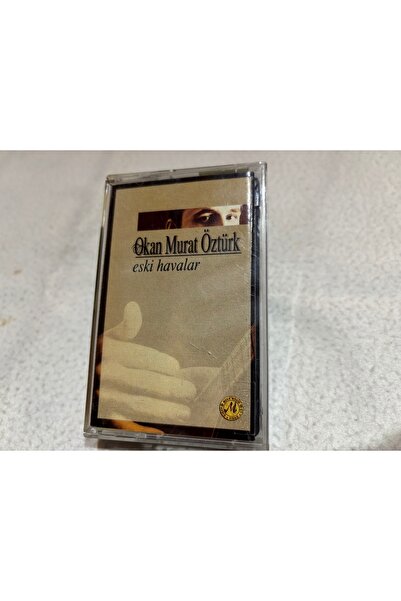 Okan Murat Öztürk
eski havalar
M